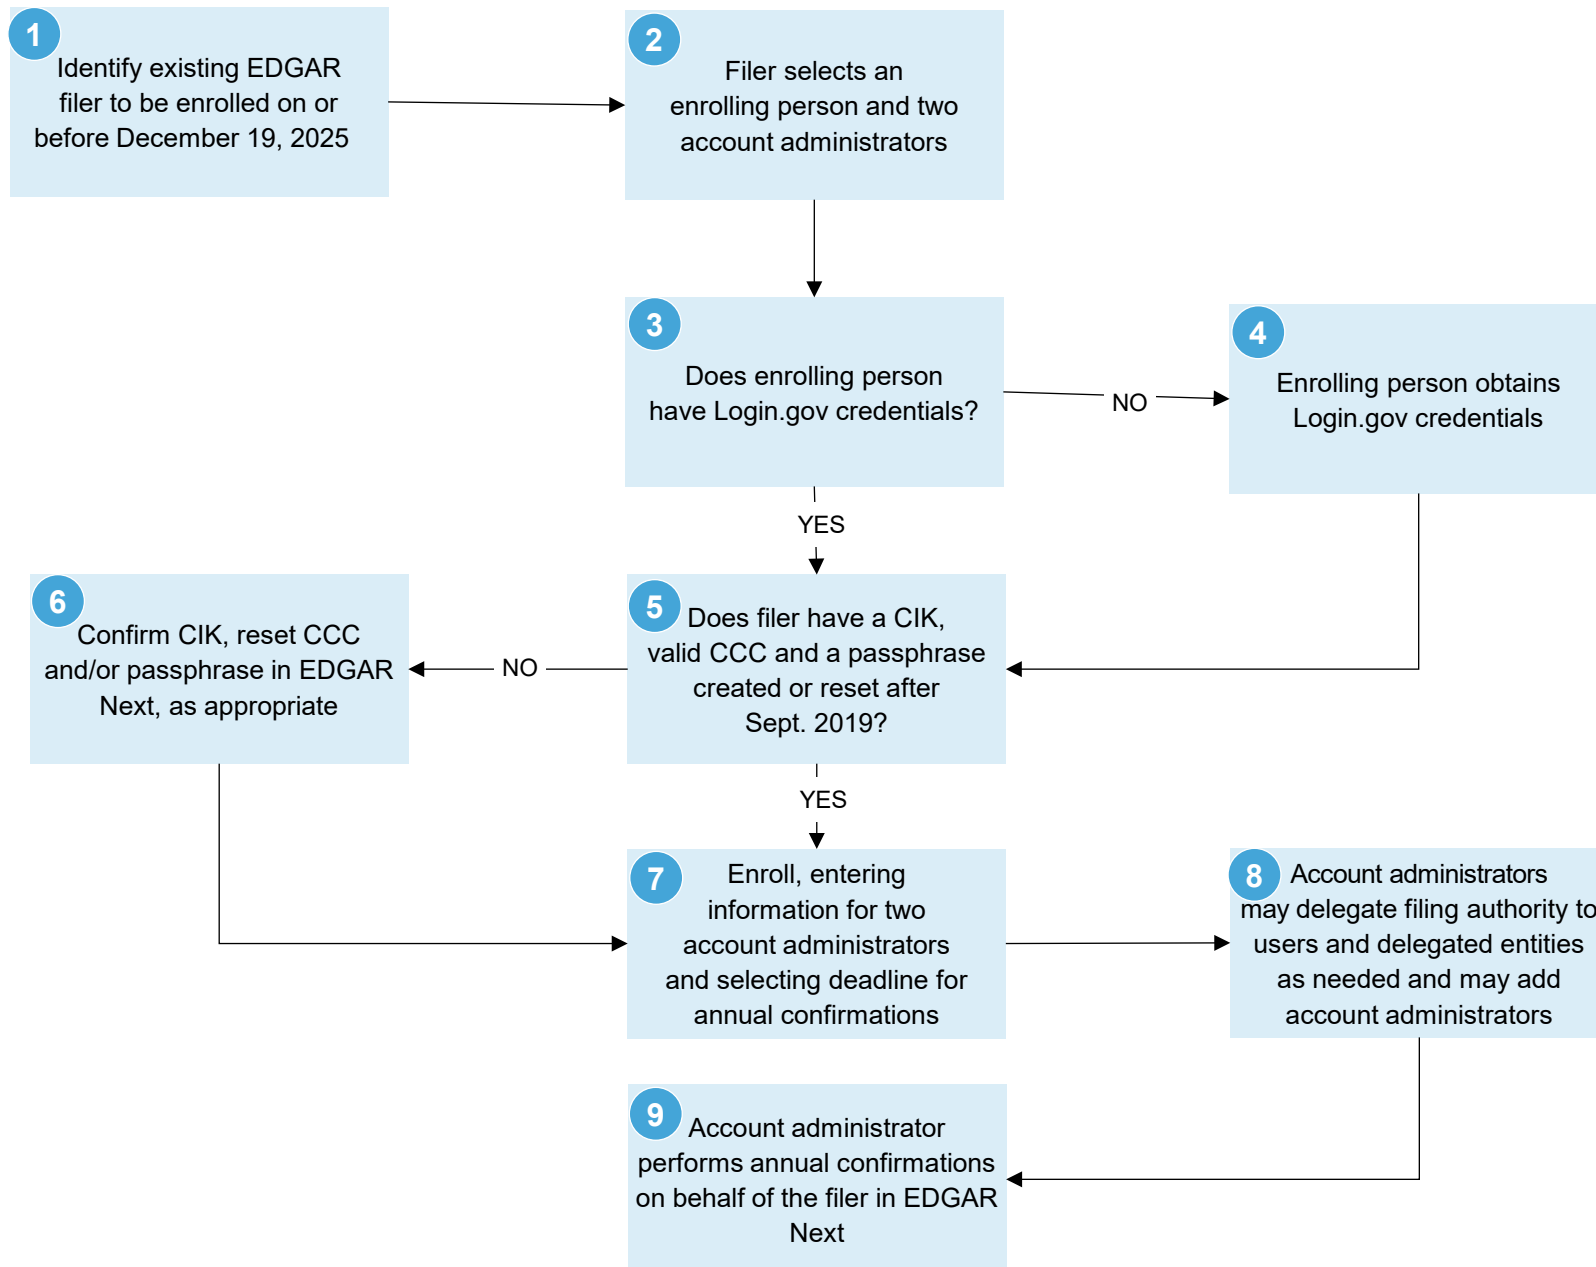 1
Identify existing EDGAR
filer to be enrolled on or
before December 19, 2025
2
Filer selects an
enrolling person and two
account administrators
3
Does enrolling person
have Login.gov credentials?
NO
4
Enrolling person obtains
Login.gov credentials
YES
5
Does filer have a CIK,
valid CCC and a passphrase
created or reset after
Sept. 2019?
NO
6
Confirm CIK, reset CCC
and/or passphrase in EDGAR
Next, as appropriate
YES
7
Enroll, entering
information for two
account administrators
and selecting deadline for
annual confirmations
8
Account administrators
may delegate filing authority to
users and delegated entities
as needed and may add
account administrators
9
Account administrator
performs annual confirmations
on behalf of the filer in EDGAR
Next